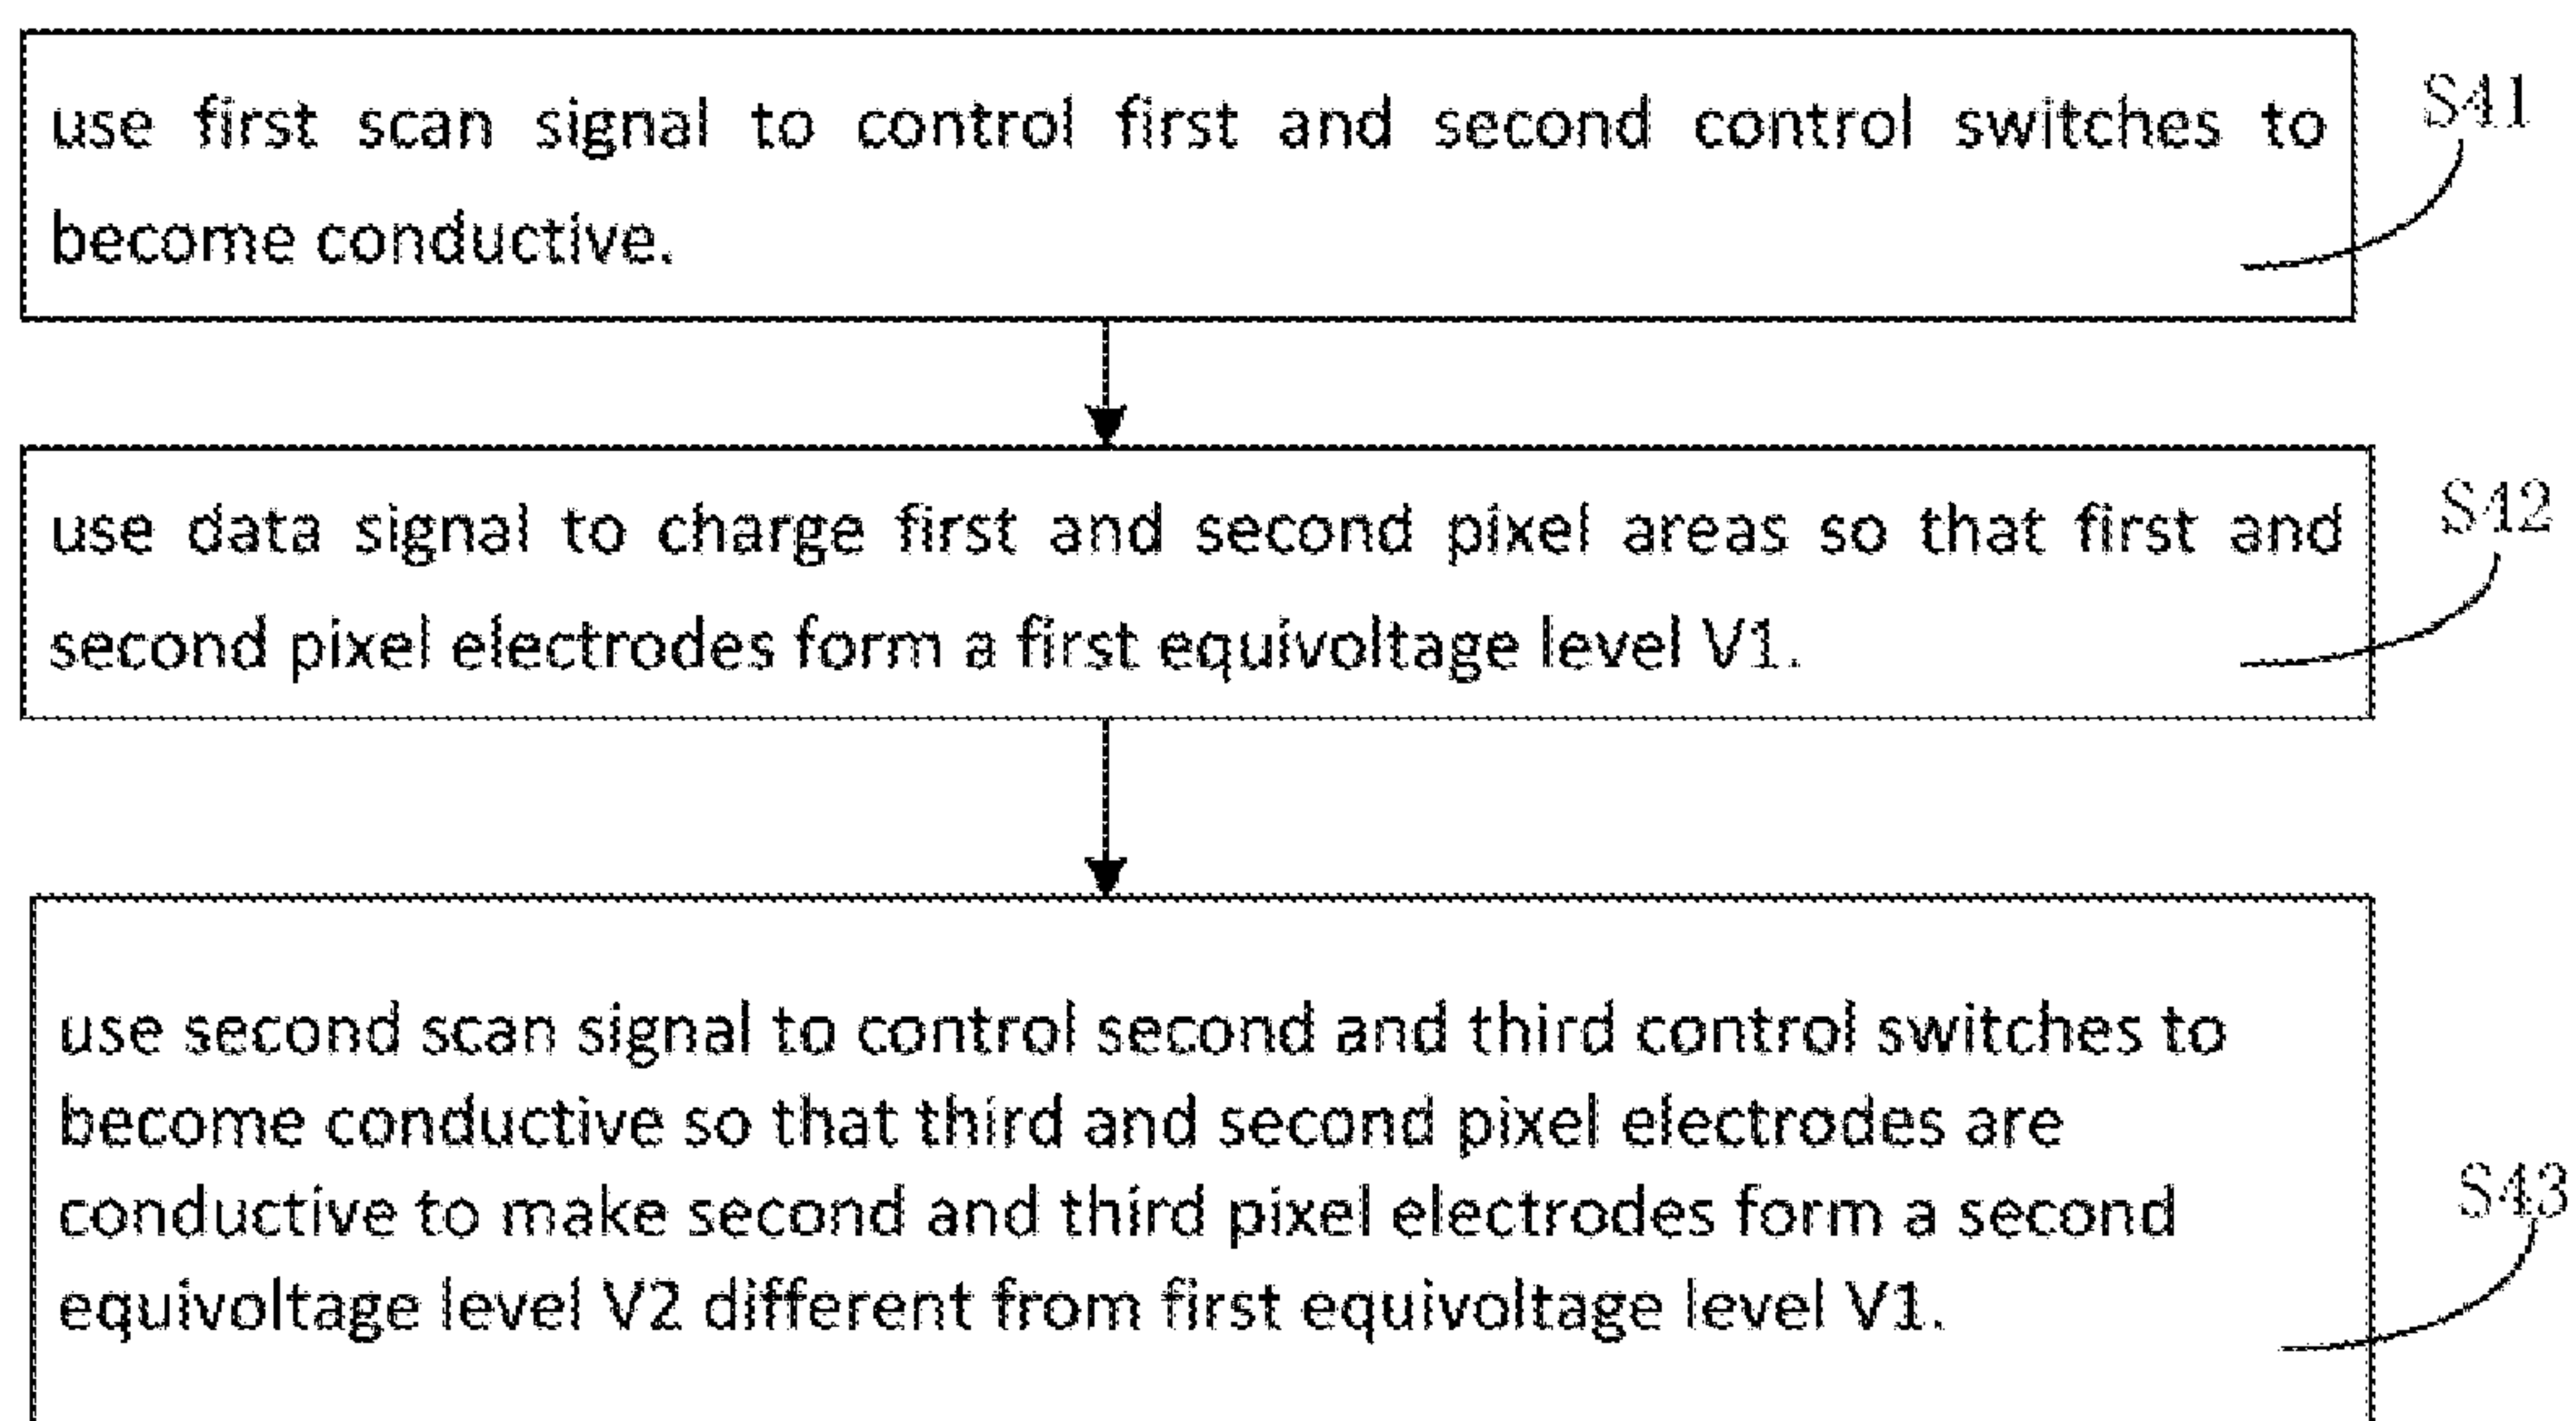 use first scan signal to control first and second control switches to
become conductive.
S41
use data signal to charge first and second pixel areas so that first and
second pixel electrodes form a first equivoltage level V1.
S42
use second scan signal to control second and third control switches to
become conductive so that third and second pixel electrodes are
conductive to make second and third pixel electrodes form a second
equivoltage level V2 different from first equivoltage level V1.
S43